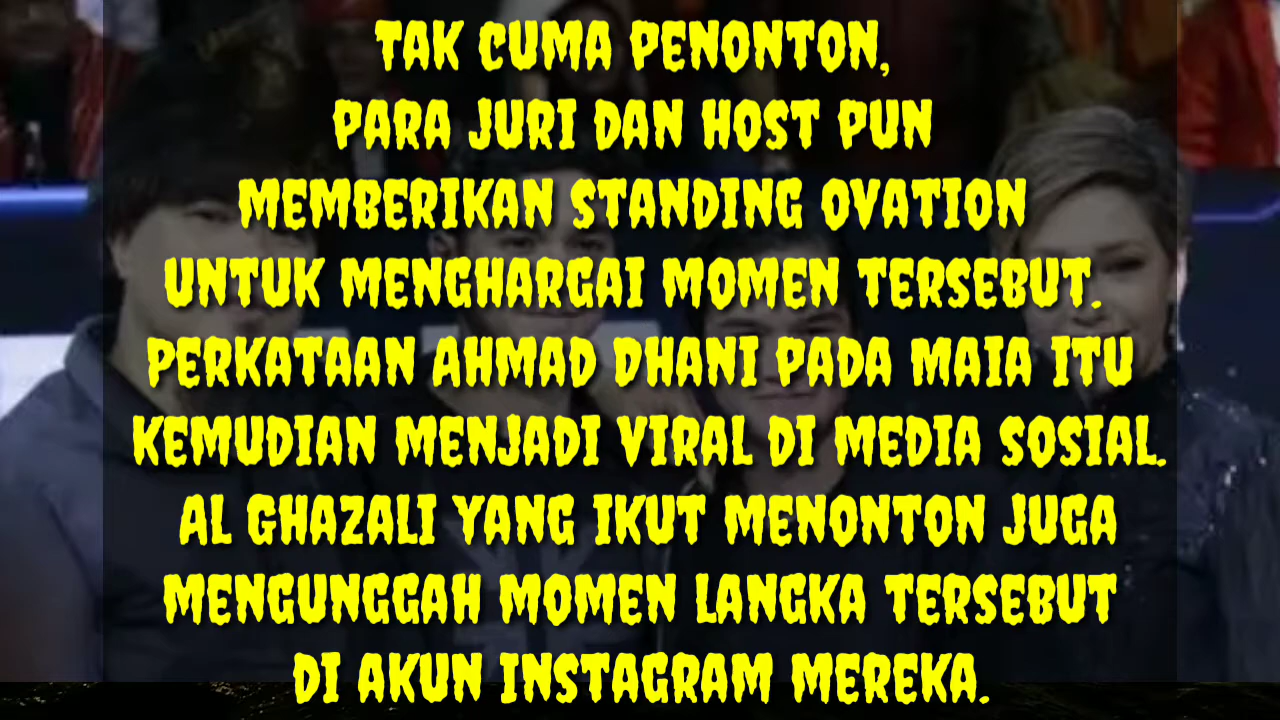 TAK CUMA PENONTON,
PARA JURI DAN HOST PUN
MEMBERIKAN STANDING OVATION
UNTUK MENGHARGAI MOMEN TERSEBUT.
PERKATAAN AHMAD DHANI PADA MAIA ITU
KEMUDIAN MENJADI VIRAL DI MEDIA SOSIAL.
AL GHAZALI YANG IKUT MENONTON JUGA
MENGUNGGAH MOMEN LANGKA TERSEBUT
DI AKUN INSTAGRAM MEREKA.